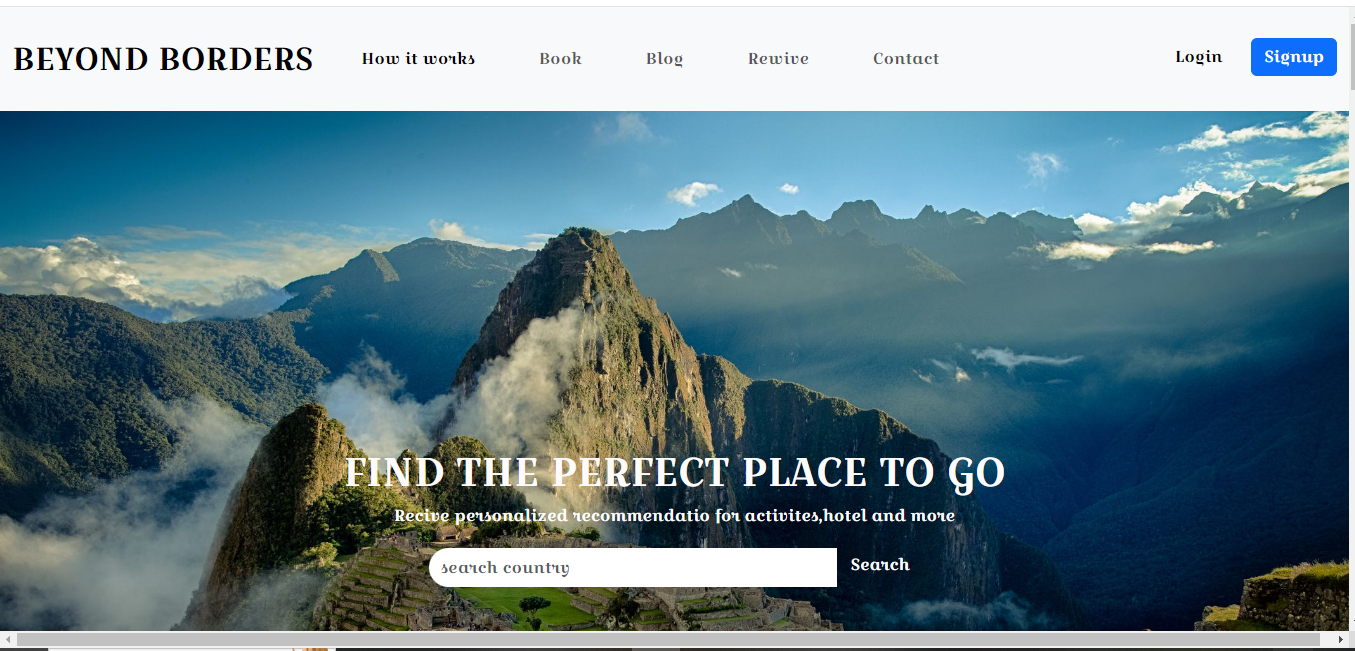 BEYOND BORDERS How it works Book Blog Rewive Contact Login Signup
FIND THE PERFECT PLACE TO GO
Recive personalized recommendatio for activites,hotel and more
search country Search